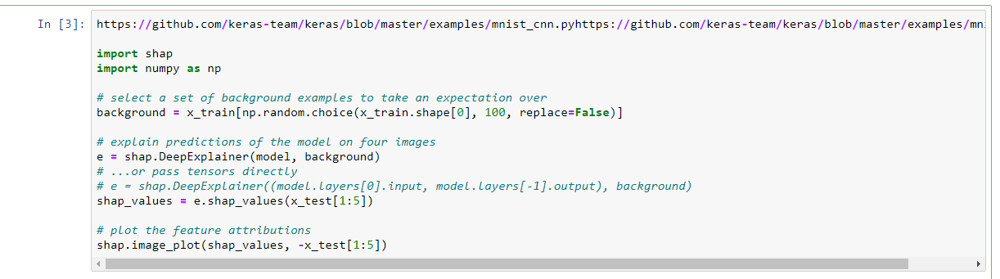 In [3]: https://github.com/keras-team/keras/blob/master/examples/mnist_cnn.pyhttps://github.com/keras-team/keras/blob/master/examples/mn
import shap
import numpy as np
# select a set of background examples to take an expectation over
background = x_train[np.random.choice(x_train.shape[0], 100, replace=False)]
# explain predictions of the model on four images
e = shap.DeepExplainer(model, background)
# ...or pass tensors directly
# e = shap.DeepExplainer((model.layers[0].input, model.layers[-1].output), background)
shap_values = e.shap_values(x_test[1:5])
# plot the feature attributions
shap.image_plot(shap_values, -x_test[1:5])